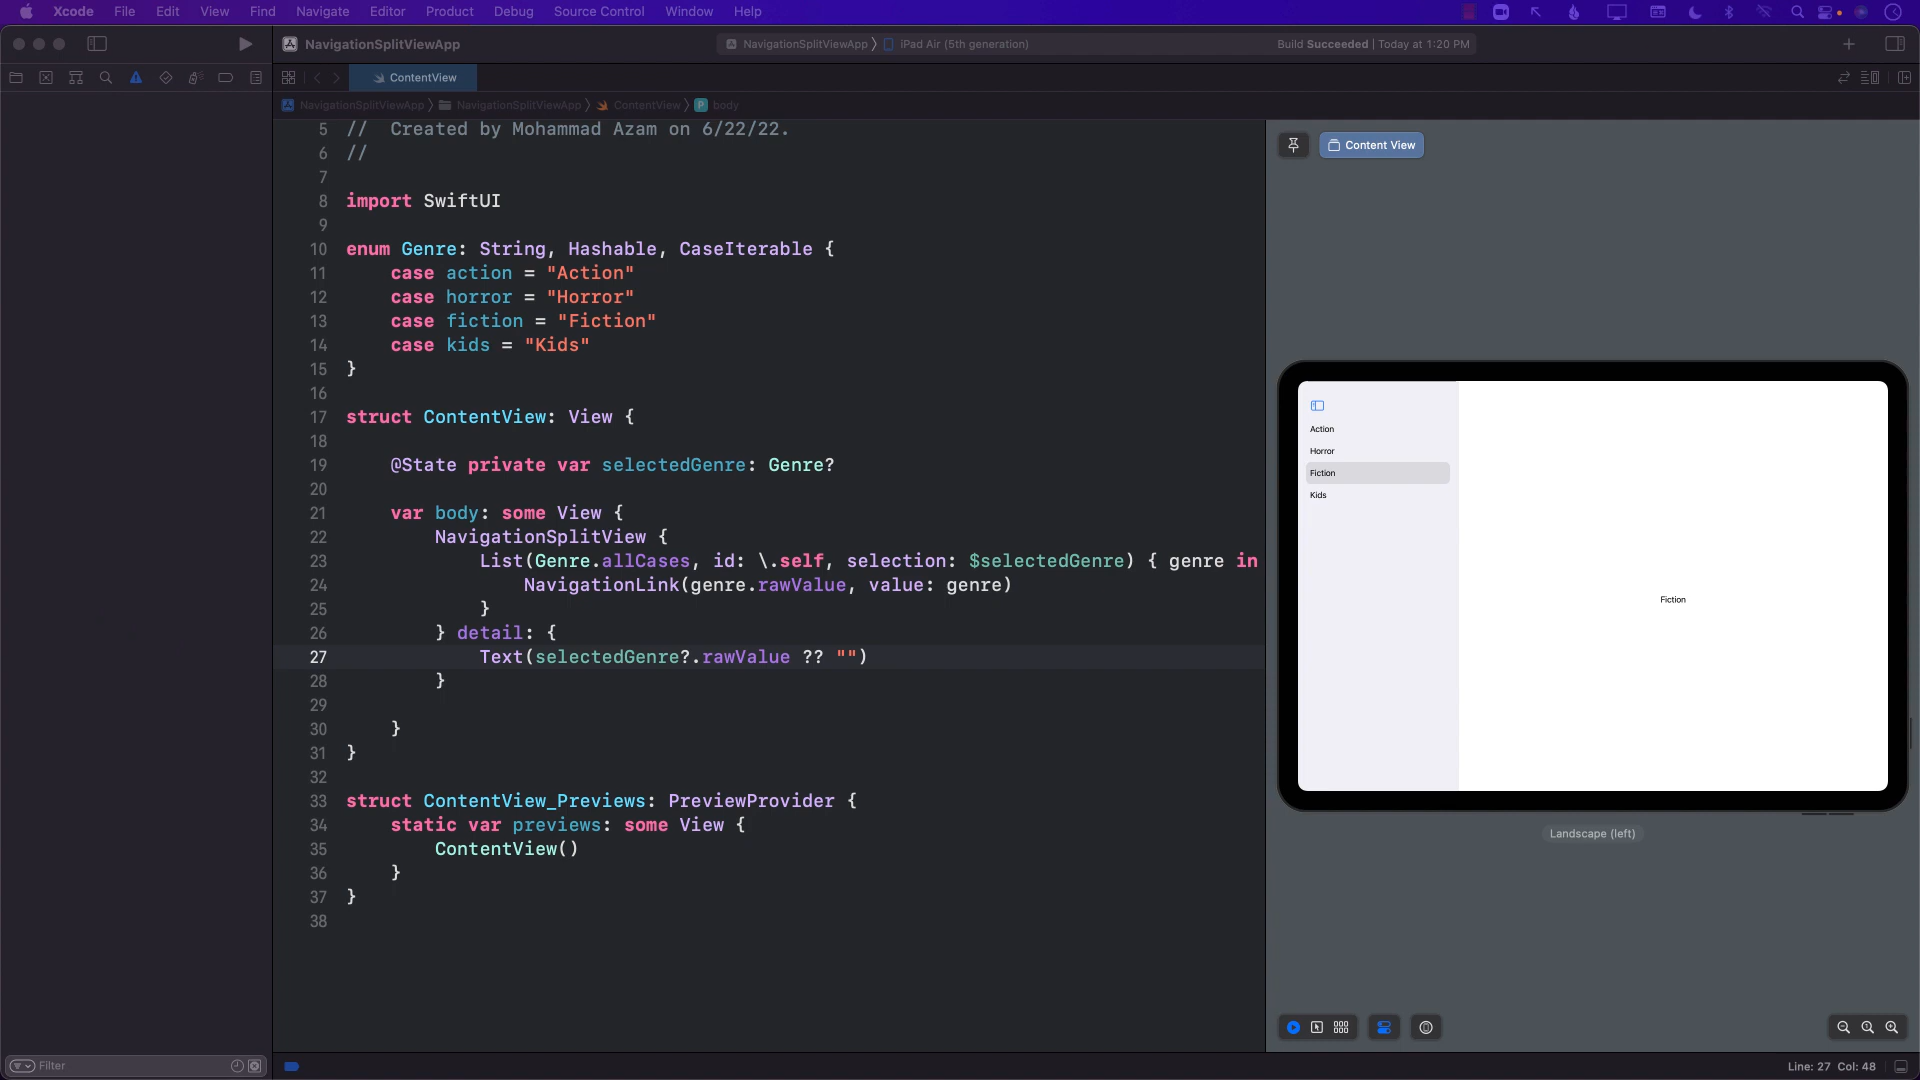 Xcode File Edit View Find Navigate Editor Product Debug Source Control Window Help
NavigationSplitViewApp
NavigationSplitViewApp iPad Air (5th generation)
Build Succeeded | Today at 1:20 PM
ContentView
NavigationSplitViewApp NavigationSplitViewApp ContentView P body
5 //  Created by Mohammad Azam on 6/22/22.
6 //
7
8 import SwiftUI
9
10 enum Genre: String, Hashable, CaseIterable {
11     case action = "Action"
12     case horror = "Horror"
13     case fiction = "Fiction"
14     case kids = "Kids"
15 }
16
17 struct ContentView: View {
18
19     @State private var selectedGenre: Genre?
20
21     var body: some View {
22         NavigationSplitView {
23             List(Genre.allCases, id: \.self, selection: $selectedGenre) { genre in
24                 NavigationLink(genre.rawValue, value: genre)
25             }
26         } detail: {
27             Text(selectedGenre?.rawValue ?? "")
28         }
29
30     }
31 }
32
33 struct ContentView_Previews: PreviewProvider {
34     static var previews: some View {
35         ContentView()
36     }
37 }
38
Content View
Action
Horror
Fiction
Kids
Fiction
Landscape (left)
Filter
Line: 27 Col: 48